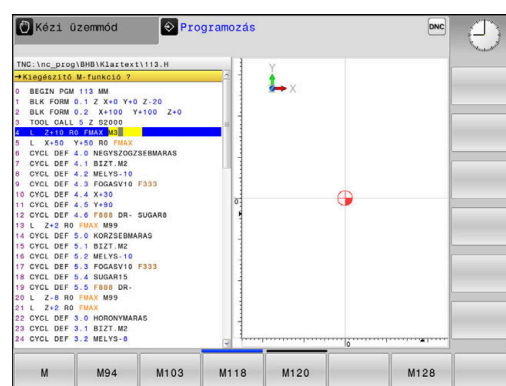 Kézi üzemmód
Programozás
DNC
TNC:\nc_prog\BHB\Klartext\113.H
→Kiegészítő M-funkció ?
0 BEGIN PGM 113 MM
1 BLK FORM 0.1 Z X+0 Y+0 Z-20
2 BLK FORM 0.2 X+100 Y+100 Z+0
3 TOOL CALL 5 Z S2000
4 L Z+10 R0 FMAX M3
5 L X+50 Y+50 R0 FMAX
6 CYCL DEF 4.0 NEGYSZOGZSEBMARAS
7 CYCL DEF 4.1 BIZT.M2
8 CYCL DEF 4.2 MELYS-10
9 CYCL DEF 4.3 FOGASV10 F333
10 CYCL DEF 4.4 X+30
11 CYCL DEF 4.5 Y+90
12 CYCL DEF 4.6 F888 DR- SUGAR8
13 L Z+2 R0 FMAX M99
14 CYCL DEF 5.0 KORZSEBMARAS
15 CYCL DEF 5.1 BIZT.M2
16 CYCL DEF 5.2 MELYS-10
17 CYCL DEF 5.3 FOGASV10 F333
18 CYCL DEF 5.4 SUGAR15
19 CYCL DEF 5.5 F888 DR-
20 L Z-8 R0 FMAX M99
21 L Z+2 R0 FMAX
22 CYCL DEF 3.0 HORONYMARAS
23 CYCL DEF 3.1 BIZT.M2
24 CYCL DEF 3.2 MELYS-8
Y
X
0
0
M M94 M103 M118 M120 M128